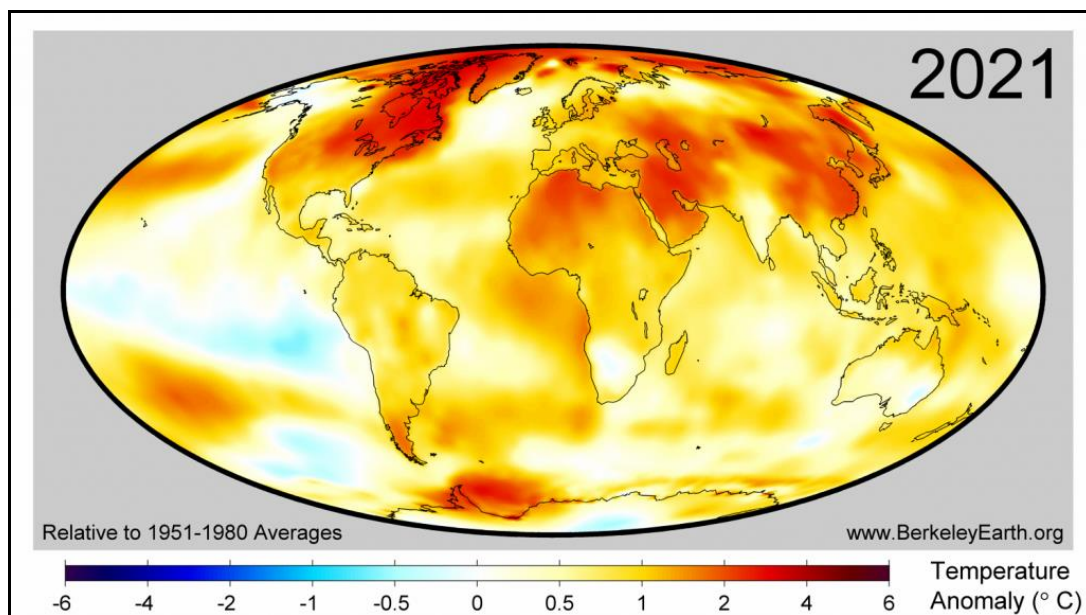 2021
Relative to 1951-1980 Averages
www.BerkeleyEarth.org
-6 -4 -2 -1 -0.5 0 0.5 1 2 4 6
Temperature
Anomaly (° C)